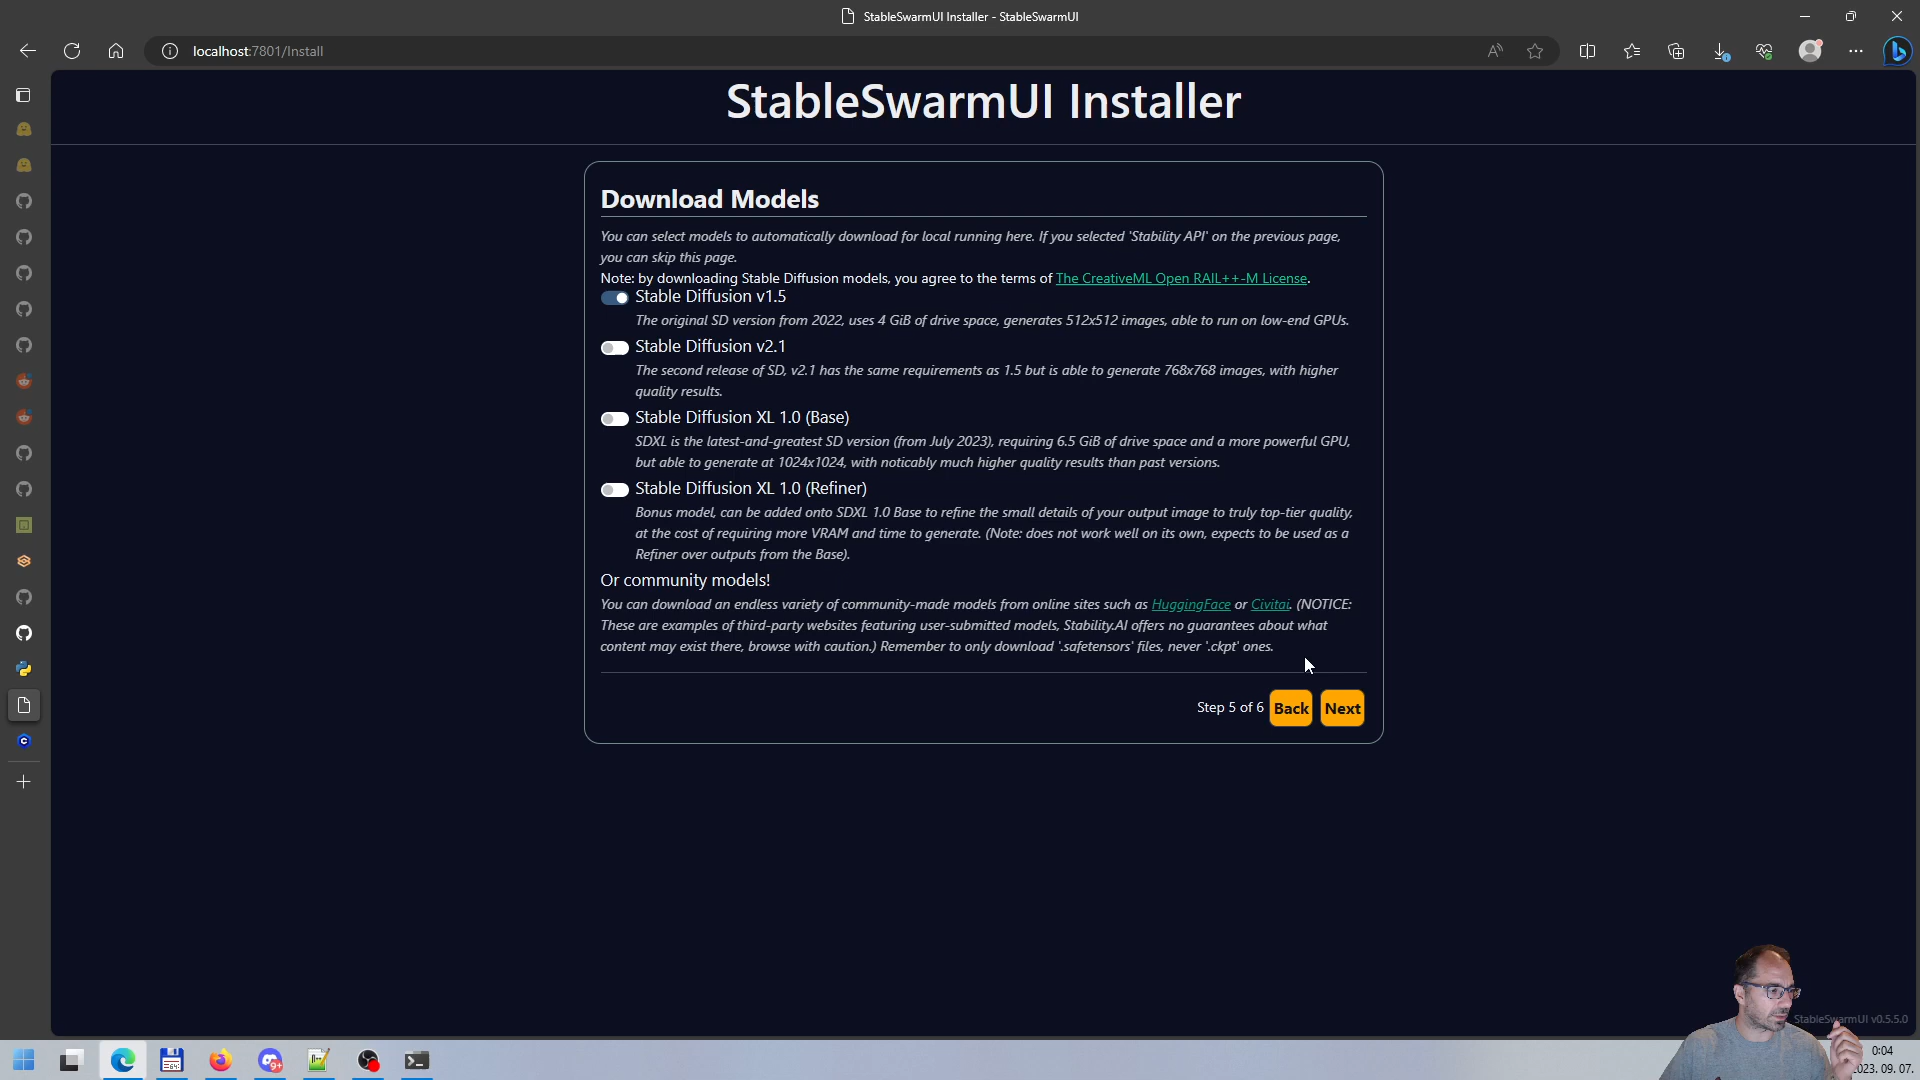 StableSwarmUI Installer - StableSwarmUI
localhost:7801/Install
StableSwarmUI Installer
Download Models
You can select models to automatically download for local running here. If you selected 'Stability API' on the previous page,
you can skip this page.
Note: by downloading Stable Diffusion models, you agree to the terms of The CreativeML Open RAIL++-M License.
Stable Diffusion v1.5
The original SD version from 2022, uses 4 GiB of drive space, generates 512x512 images, able to run on low-end GPUs.
Stable Diffusion v2.1
The second release of SD, v2.1 has the same requirements as 1.5 but is able to generate 768x768 images, with higher
quality results.
Stable Diffusion XL 1.0 (Base)
SDXL is the latest-and-greatest SD version (from July 2023), requiring 6.5 GiB of drive space and a more powerful GPU,
but able to generate at 1024x1024, with noticably much higher quality results than past versions.
Stable Diffusion XL 1.0 (Refiner)
Bonus model, can be added onto SDXL 1.0 Base to refine the small details of your output image to truly top-tier quality,
at the cost of requiring more VRAM and time to generate. (Note: does not work well on its own, expects to be used as a
Refiner over outputs from the Base).
Or community models!
You can download an endless variety of community-made models from online sites such as HuggingFace or Civitai. (NOTICE:
These are examples of third-party websites featuring user-submitted models, Stability.AI offers no guarantees about what
content may exist there, browse with caution.) Remember to only download '.safetensors' files, never '.ckpt' ones.
Step 5 of 6 Back Next
StableSwarmUI v0.5.5.0
9+
0:04
2023. 09. 07.